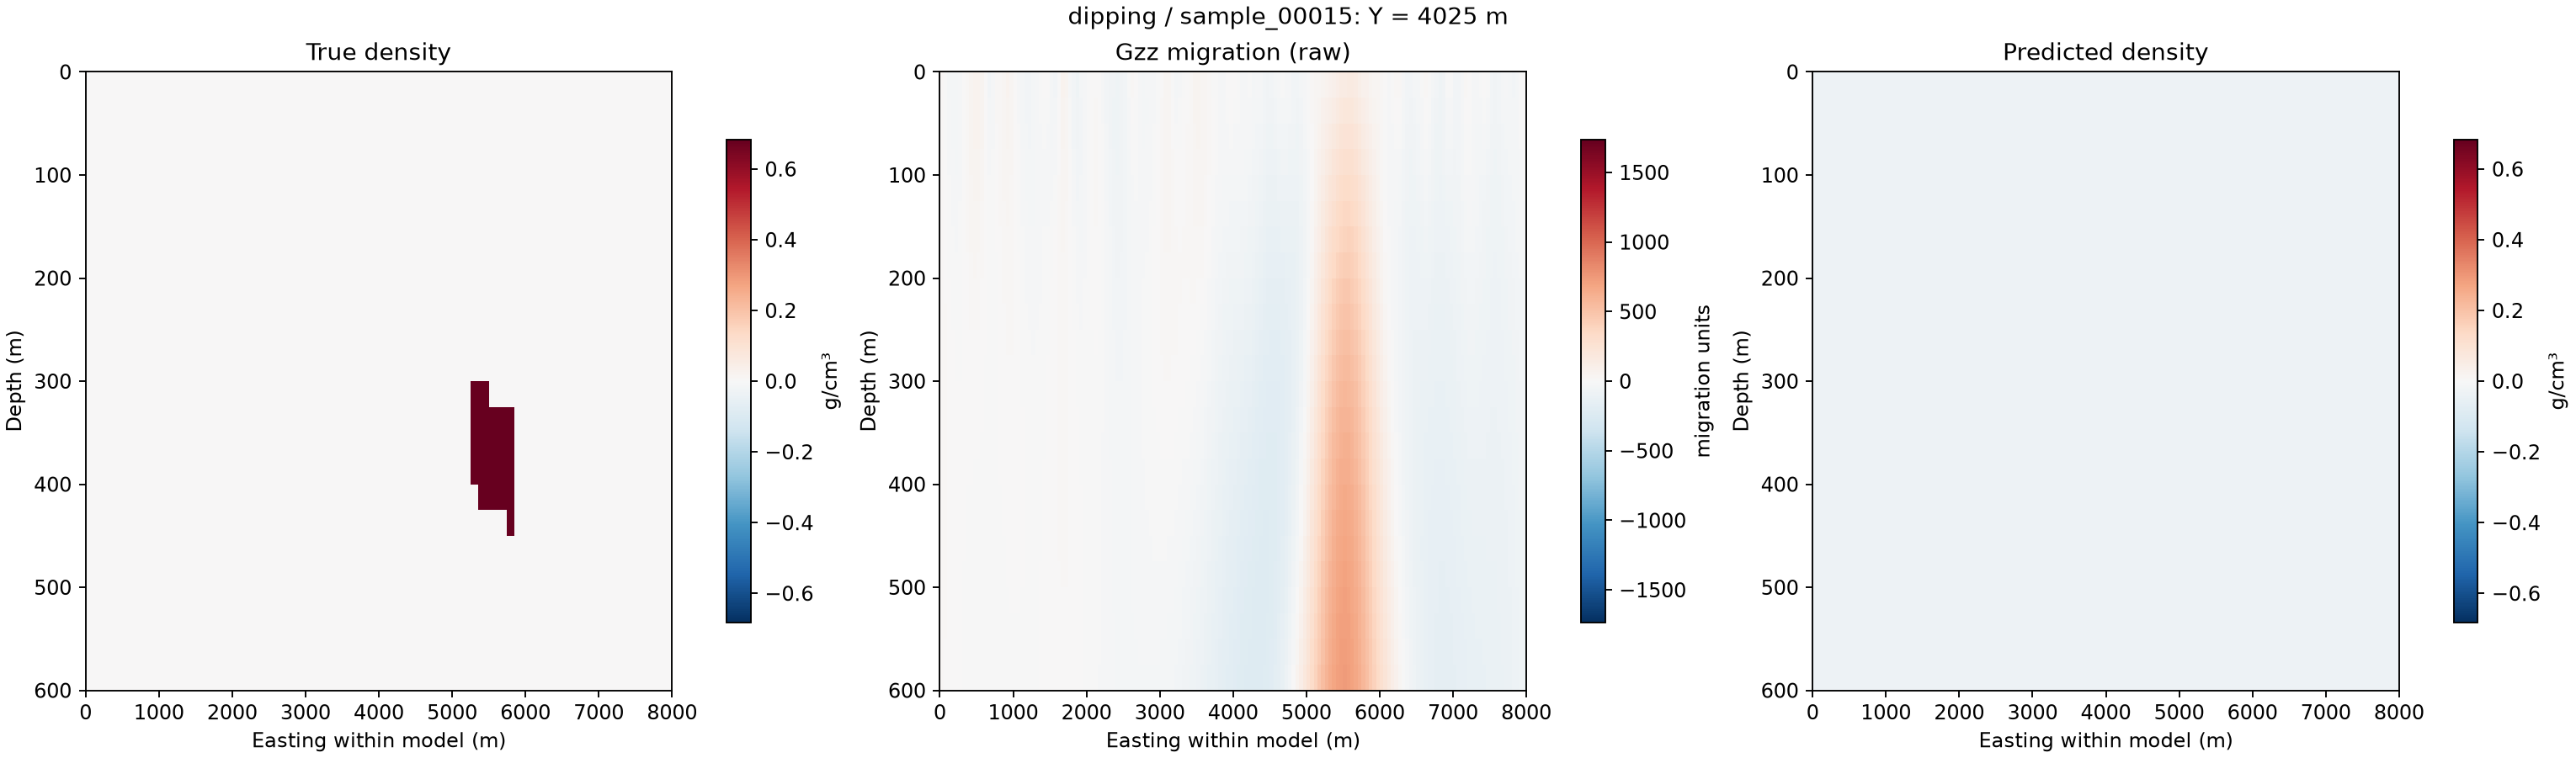 dipping / sample_00015: Y = 4025 m
True density
0
100
200
300
400
500
600
Depth (m)
0 1000 2000 3000 4000 5000 6000 7000 8000
Easting within model (m)
0.6
0.4
0.2
0.0
−0.2
−0.4
−0.6
g/cm³
Gzz migration (raw)
0
100
200
300
400
500
600
Depth (m)
0 1000 2000 3000 4000 5000 6000 7000 8000
Easting within model (m)
1500
1000
500
0
−500
−1000
−1500
migration units
Predicted density
0
100
200
300
400
500
600
Depth (m)
0 1000 2000 3000 4000 5000 6000 7000 8000
Easting within model (m)
0.6
0.4
0.2
0.0
−0.2
−0.4
−0.6
g/cm³